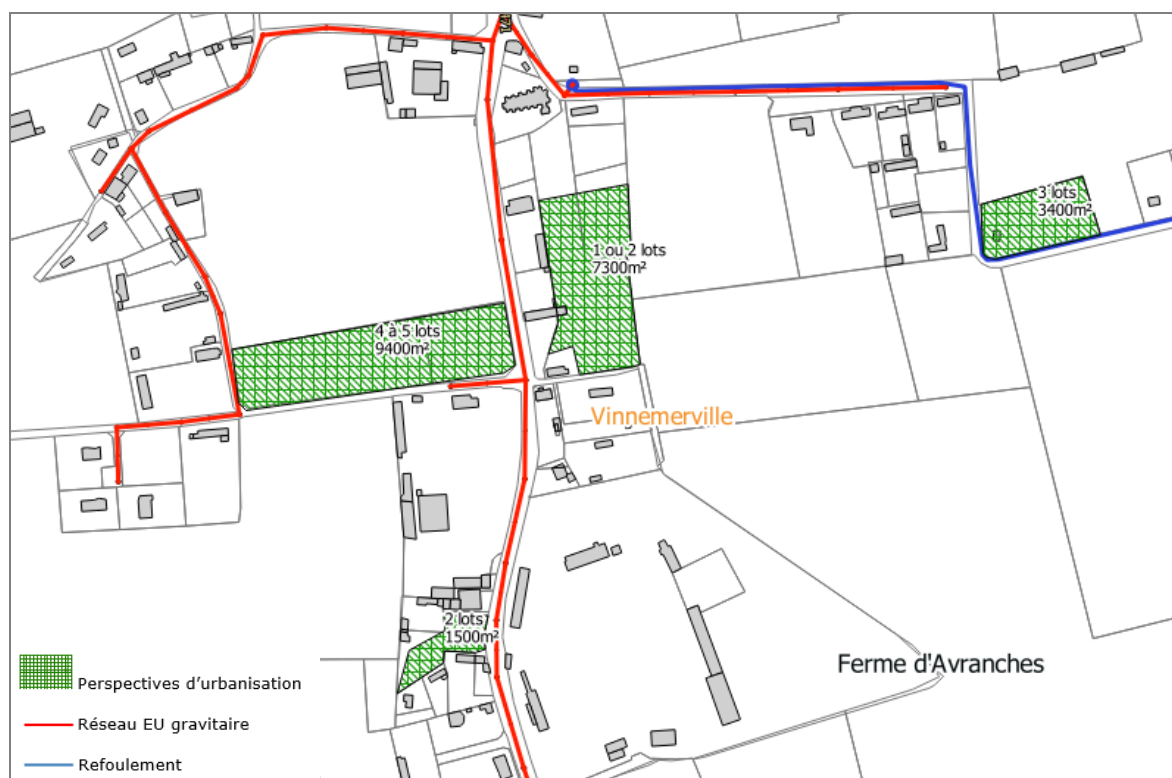 3 lots
3400m²
1 ou 2 lots
7300m²
4 à 5 lots
9400m²
Vinnemerville
2 lots
1500m²
Ferme d'Avranches
Perspectives d'urbanisation
Réseau EU gravitaire
Refoulement